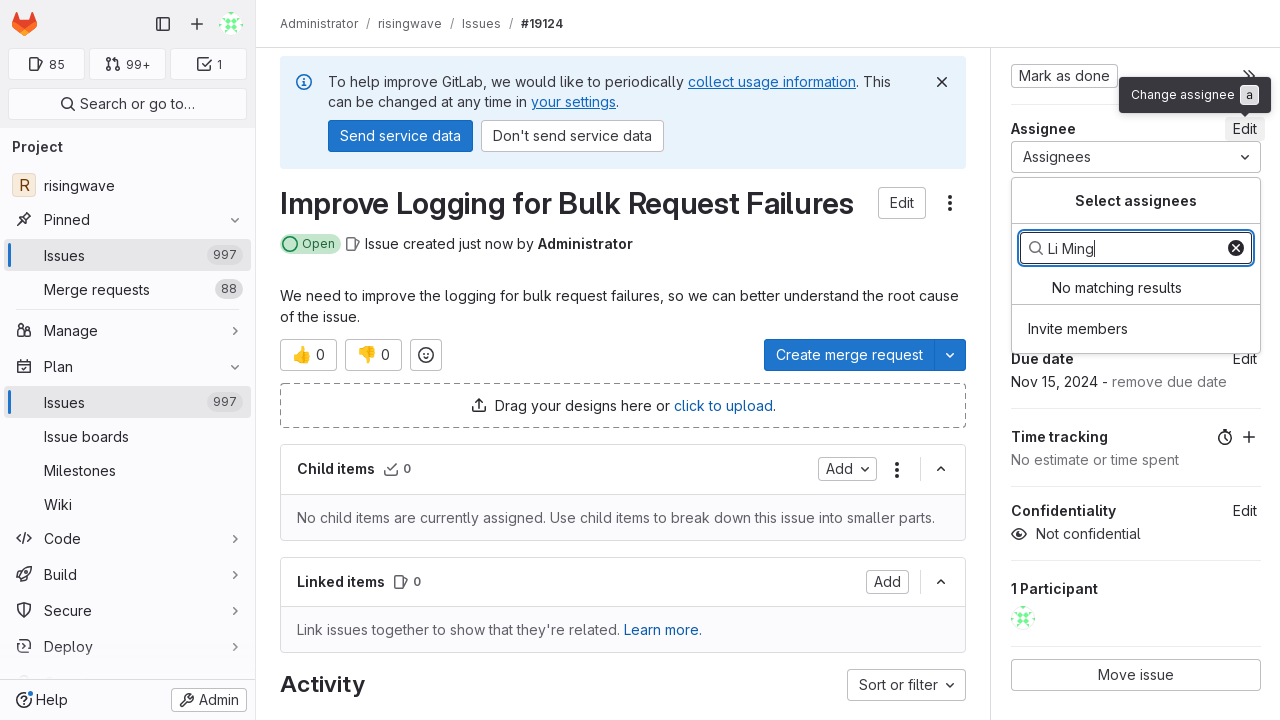 Administrator / risingwave / Issues / #19124
85 99+ 1
Search or go to…
Project
R risingwave
Pinned
Issues 997
Merge requests 88
Manage
Plan
Issues 997
Issue boards
Milestones
Wiki
Code
Build
Secure
Deploy
Help
Admin
To help improve GitLab, we would like to periodically collect usage information. This
can be changed at any time in your settings.
Send service data
Don't send service data
Improve Logging for Bulk Request Failures
Edit
Open
Issue created just now by Administrator
We need to improve the logging for bulk request failures, so we can better understand the root cause
of the issue.
👍 0
👎 0
Create merge request
Drag your designs here or click to upload.
Child items 0
Add
No child items are currently assigned. Use child items to break down this issue into smaller parts.
Linked items 0
Add
Link issues together to show that they're related. Learn more.
Activity
Sort or filter
Mark as done
Change assignee a
Assignee
Edit
Assignees
Select assignees
Li Ming
No matching results
Invite members
Due date
Edit
Nov 15, 2024 - remove due date
Time tracking
No estimate or time spent
Confidentiality
Edit
Not confidential
1 Participant
Move issue